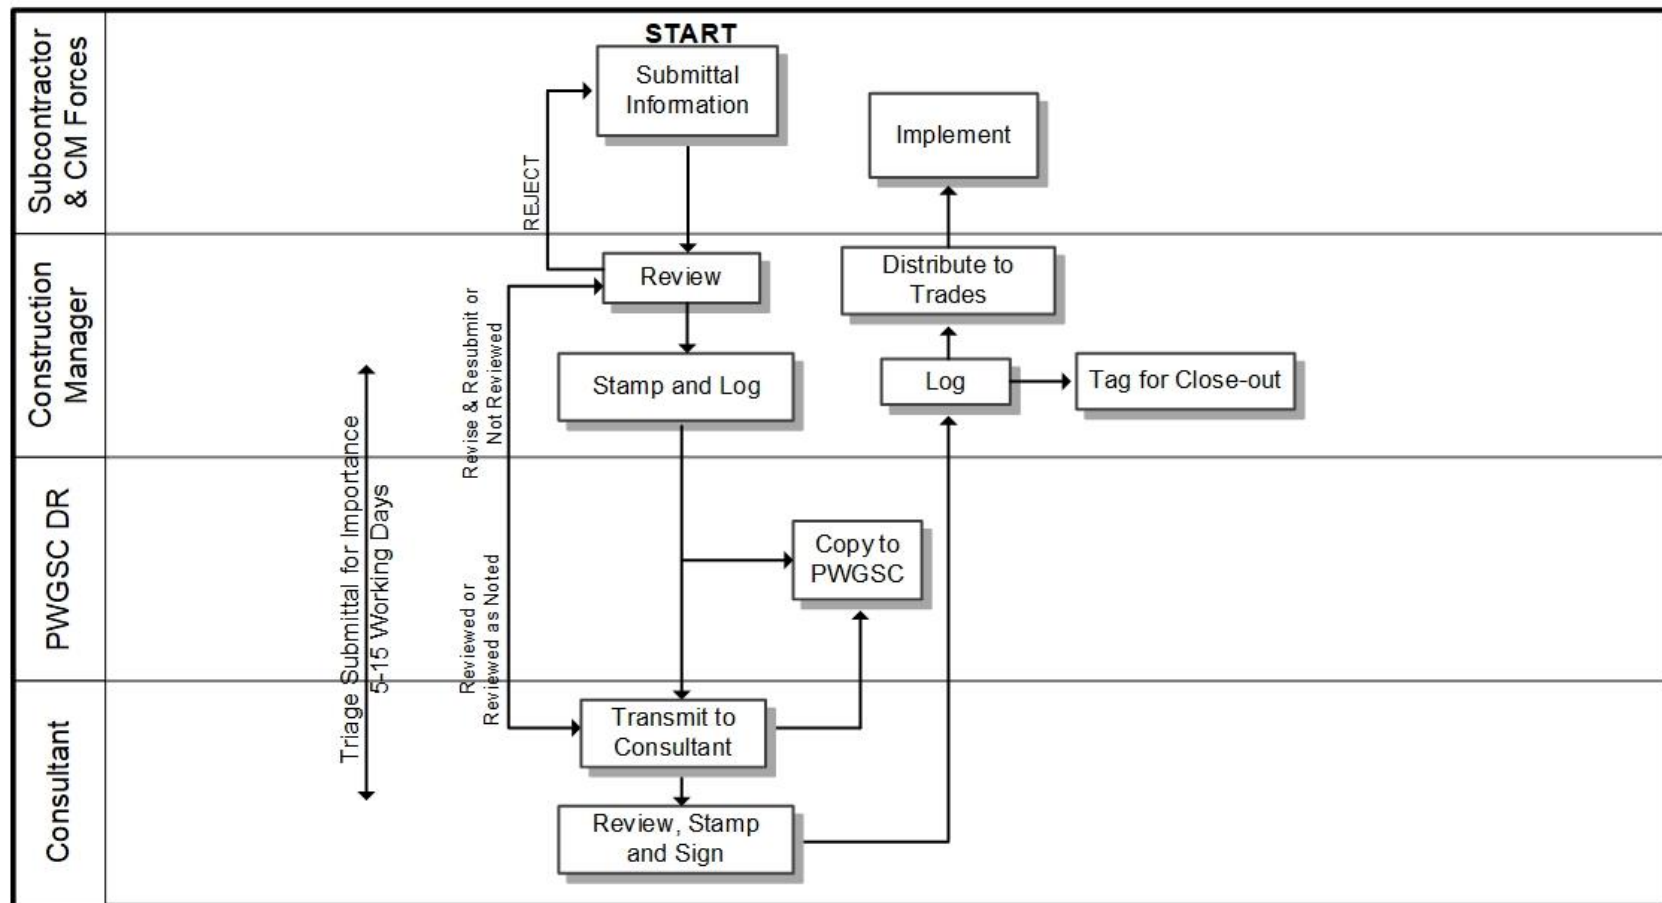 START
Subcontractor
& CM Forces
Submittal
Information
Implement
REJECT
Construction
Manager
Review
Distribute to
Trades
Revise & Resubmit or
Not Reviewed
Stamp and Log
Log
Tag for Close-out
PWGSC DR
Triage Submittal for Importance
5-15 Working Days
Copy to
PWGSC
Reviewed or
Reviewed as Noted
Consultant
Transmit to
Consultant
Review, Stamp
and Sign